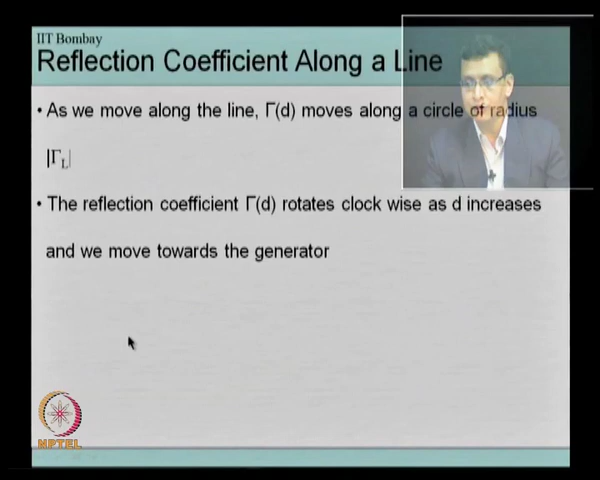 IIT Bombay
Reflection Coefficient Along a Line
• As we move along the line, Γ(d) moves along a circle of radius
|Γ_L|
• The reflection coefficient Γ(d) rotates clock wise as d increases
and we move towards the generator
NPTEL